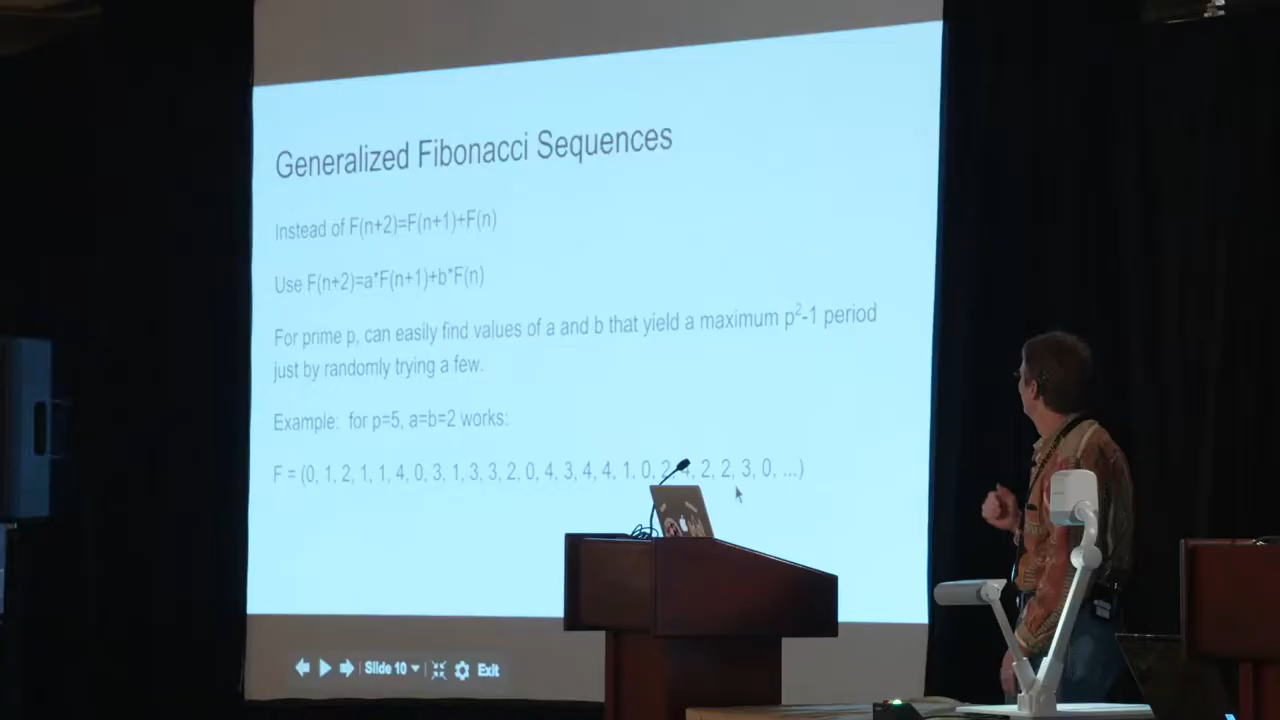 Generalized Fibonacci Sequences
Instead of F(n+2)=F(n+1)+F(n)
Use F(n+2)=a*F(n+1)+b*F(n)
For prime p, can easily find values of a and b that yield a maximum p²-1 period
just by randomly trying a few.
Example: for p=5, a=b=2 works:
F = (0, 1, 2, 1, 1, 4, 0, 3, 1, 3, 3, 2, 0, 4, 3, 4, 4, 1, 0, 2, 4, 2, 2, 3, 0, ...)
Slide 10 Exit